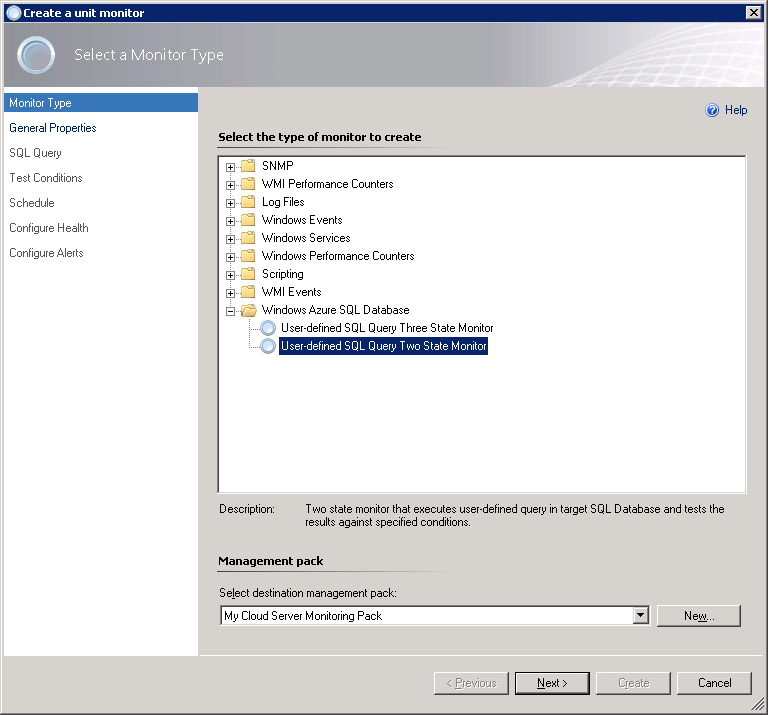 Create a unit monitor
Select a Monitor Type
Monitor Type
General Properties
SQL Query
Test Conditions
Schedule
Configure Health
Configure Alerts
Help
Select the type of monitor to create
SNMP
WMI Performance Counters
Log Files
Windows Events
Windows Services
Windows Performance Counters
Scripting
WMI Events
Windows Azure SQL Database
User-defined SQL Query Three State Monitor
User-defined SQL Query Two State Monitor
Description: Two state monitor that executes user-defined query in target SQL Database and tests the
results against specified conditions.
Management pack
Select destination management pack:
My Cloud Server Monitoring Pack
New...
< Previous Next > Create Cancel